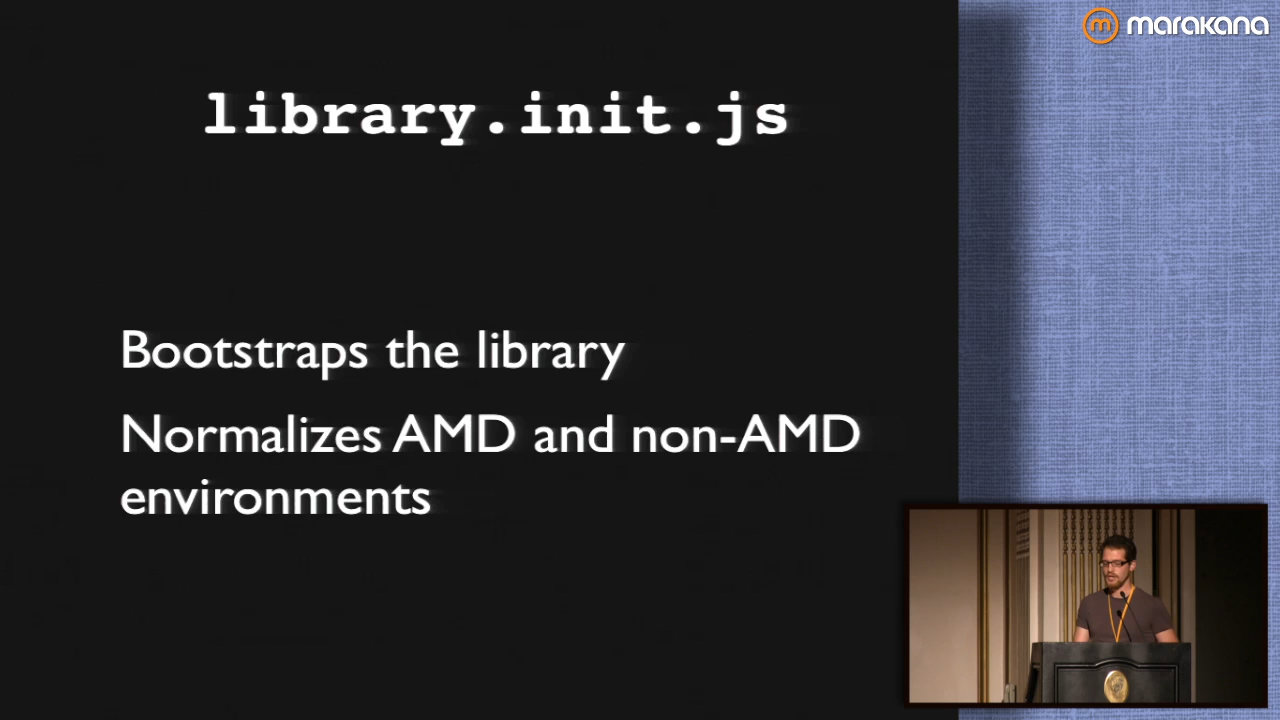 marakana
library.init.js
Bootstraps the library
Normalizes AMD and non-AMD
environments